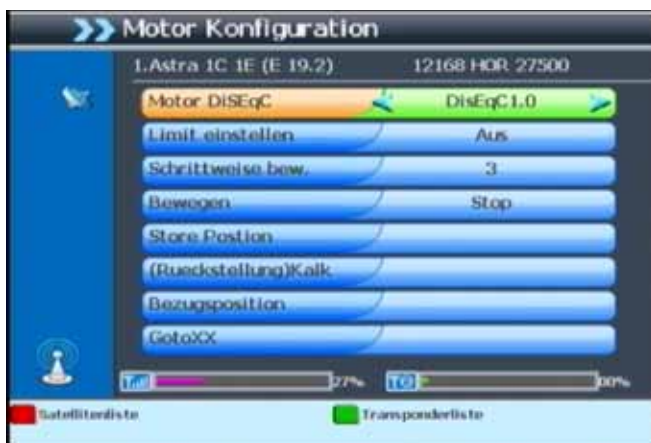 Motor Konfiguration
1.Astra 1C 1E (E 19.2) 12168 HOR 27500
Motor DiSEqC DisEqC1.0
Limit einstellen Aus
Schrittweise bew. 3
Bewegen Stop
Store Postion
(Rueckstellung)Kalk
Bezugsposition
GotoXX
27% 00%
Satellitenliste Transponderliste